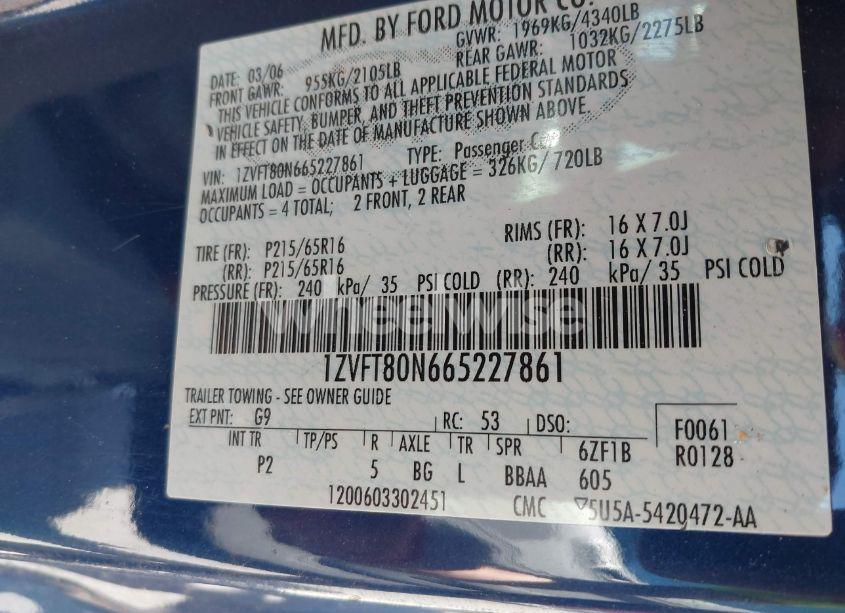 MFD. BY FORD MOTOR CO.
DATE: 03/06 GVWR: 1969KG/4340LB
FRONT GAWR: 955KG/2105LB REAR GAWR: 1032KG/2275LB
THIS VEHICLE CONFORMS TO ALL APPLICABLE FEDERAL MOTOR
VEHICLE SAFETY, BUMPER, AND THEFT PREVENTION STANDARDS
IN EFFECT ON THE DATE OF MANUFACTURE SHOWN ABOVE.
VIN: 1ZVFT80N665227861 TYPE: Passenger Car
MAXIMUM LOAD = OCCUPANTS + LUGGAGE = 326KG/ 720LB
OCCUPANTS = 4 TOTAL; 2 FRONT, 2 REAR
TIRE (FR): P215/65R16 RIMS (FR): 16 X 7.0J
(RR): P215/65R16 (RR): 16 X 7.0J
PRESSURE (FR): 240 kPa/ 35 PSI COLD (RR): 240 kPa/ 35 PSI COLD
Wheelwise
1ZVFT80N665227861
TRAILER TOWING - SEE OWNER GUIDE
EXT PNT: G9 RC: 53 DSO: F0061
INT TR TP/PS R AXLE TR SPR 6ZF1B R0128
P2 5 BG L BBAA 605
1200603302451 CMC 5U5A-5420472-AA